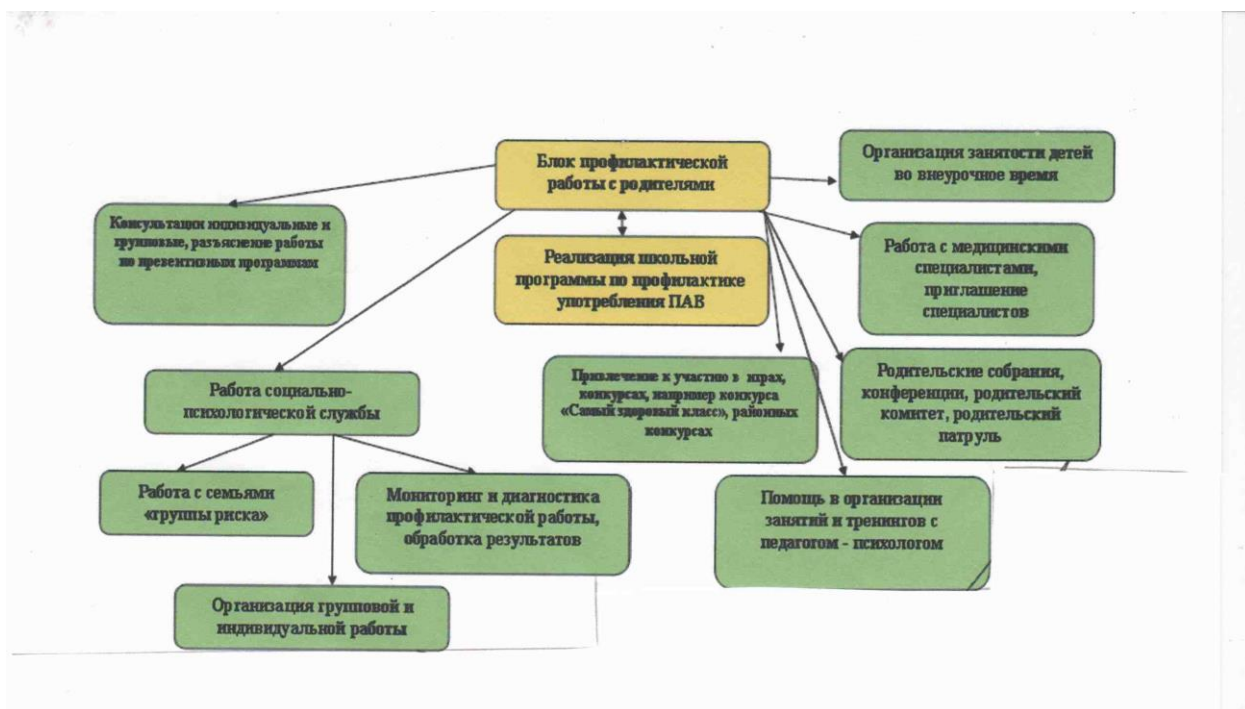 Блок профилактической
работы с родителями
Организация занятости детей
во внеурочное время
Консультации индивидуальные и
групповые, разъяснение работы
по превентивным программам
Реализация школьной
программы по профилактике
употребления ПАВ
Работа с медицинскими
специалистами,
приглашение
специалистов
Работа социально-
психологической службы
Привлечение к участию в играх,
конкурсах, например конкурса
«Самый здоровый класс», районных
конкурсах
Родительские собрания,
конференции, родительский
комитет, родительский
патруль
Работа с семьями
«группы риска»
Мониторинг и диагностика
профилактической работы,
обработка результатов
Помощь в организации
занятий и тренингов с
педагогом - психологом
Организация групповой и
индивидуальной работы